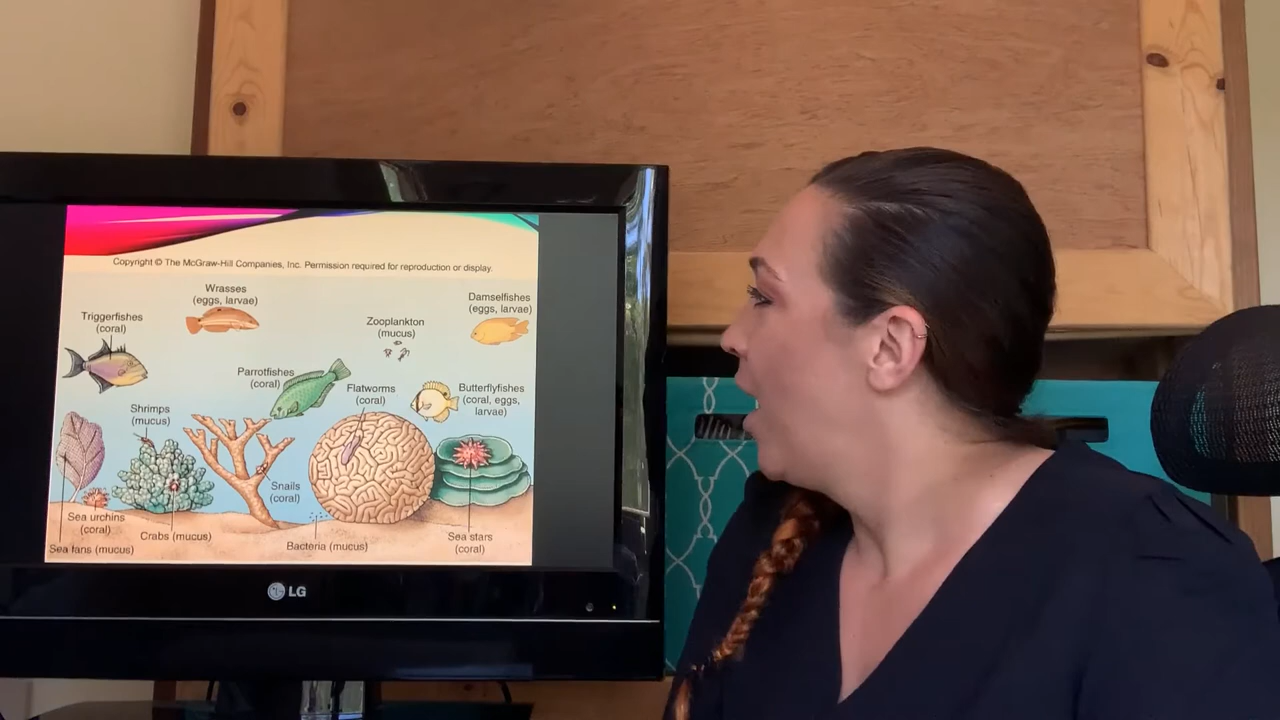 Copyright © The McGraw-Hill Companies, Inc. Permission required for reproduction or display.
Wrasses
(eggs, larvae)
Damselfishes
(eggs, larvae)
Triggerfishes
(coral)
Zooplankton
(mucus)
Parrotfishes
(coral)
Flatworms
(coral)
Butterflyfishes
(coral, eggs,
larvae)
Shrimps
(mucus)
Snails
(coral)
Sea urchins
(coral)
Crabs (mucus)
Sea stars
(coral)
Bacteria (mucus)
Sea fans (mucus)
LG